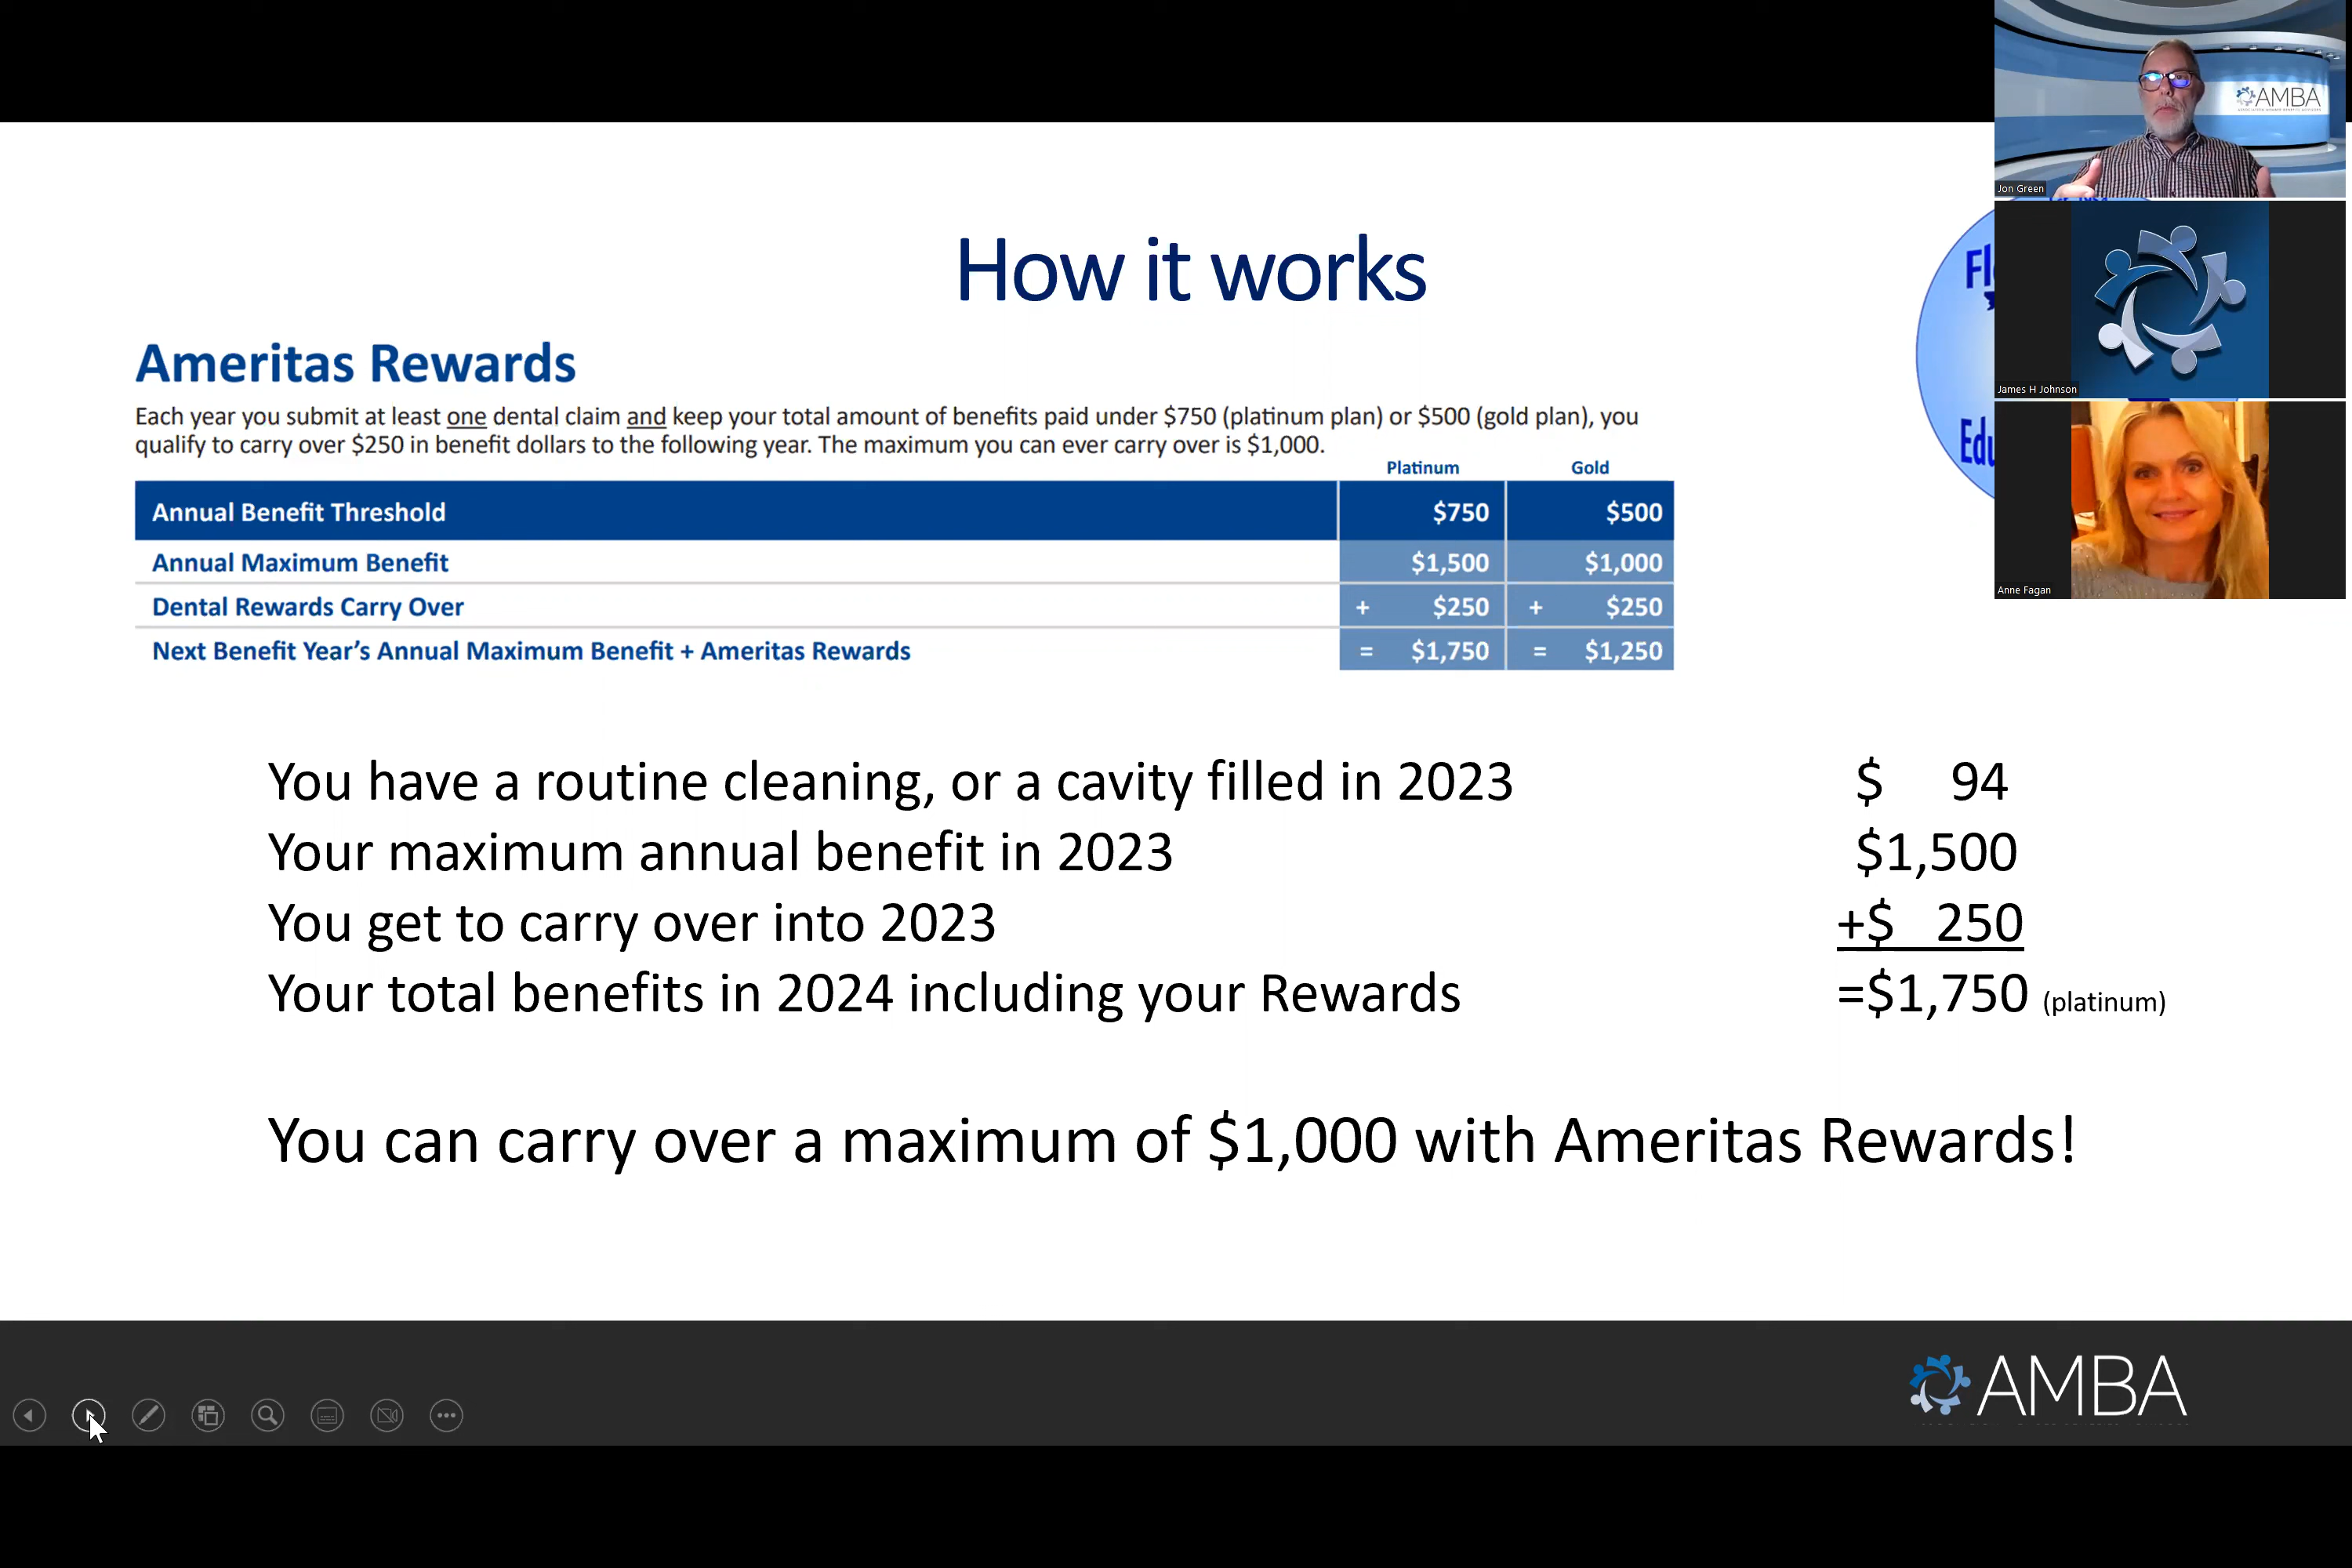 How it works
Ameritas Rewards
Each year you submit at least one dental claim and keep your total amount of benefits paid under $750 (platinum plan) or $500 (gold plan), you
qualify to carry over $250 in benefit dollars to the following year. The maximum you can ever carry over is $1,000.
Platinum Gold
Annual Benefit Threshold $750 $500
Annual Maximum Benefit $1,500 $1,000
Dental Rewards Carry Over + $250 + $250
Next Benefit Year's Annual Maximum Benefit + Ameritas Rewards = $1,750 = $1,250
You have a routine cleaning, or a cavity filled in 2023 $ 94
Your maximum annual benefit in 2023 $1,500
You get to carry over into 2023 +$ 250
Your total benefits in 2024 including your Rewards =$1,750 (platinum)
You can carry over a maximum of $1,000 with Ameritas Rewards!
AMBA
Jon Green
James H Johnson
Anne Fagan
AMBA